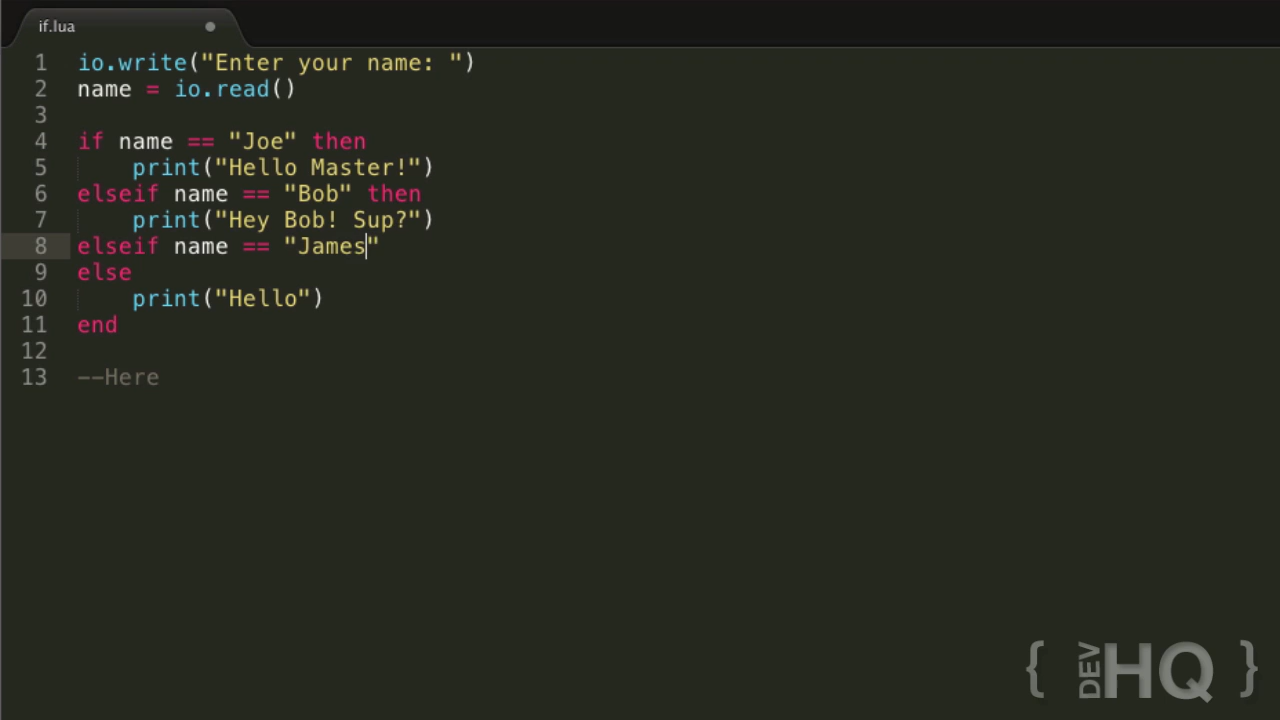 if.lua
1 io.write("Enter your name: ")
2 name = io.read()
3
4 if name == "Joe" then
5     print("Hello Master!")
6 elseif name == "Bob" then
7     print("Hey Bob! Sup?")
8 elseif name == "James"
9 else
10     print("Hello")
11 end
12
13 --Here
{ DEV HQ }